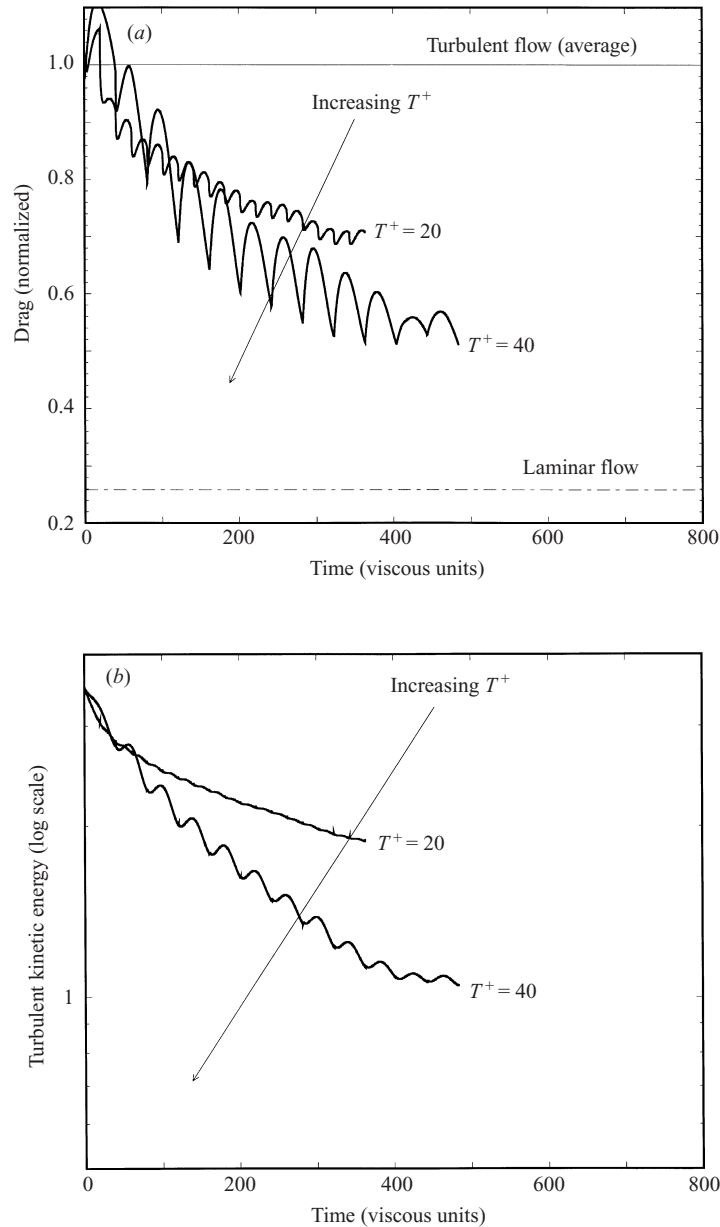 (a)
Turbulent flow (average)
1.0
Increasing T+
0.8
T+ = 20
Drag (normalized)
0.6
T+ = 40
0.4
Laminar flow
0.2
0 200 400 600 800
Time (viscous units)
(b)
Increasing T+
Turbulent kinetic energy (log scale)
T+ = 20
1
T+ = 40
0 200 400 600 800
Time (viscous units)